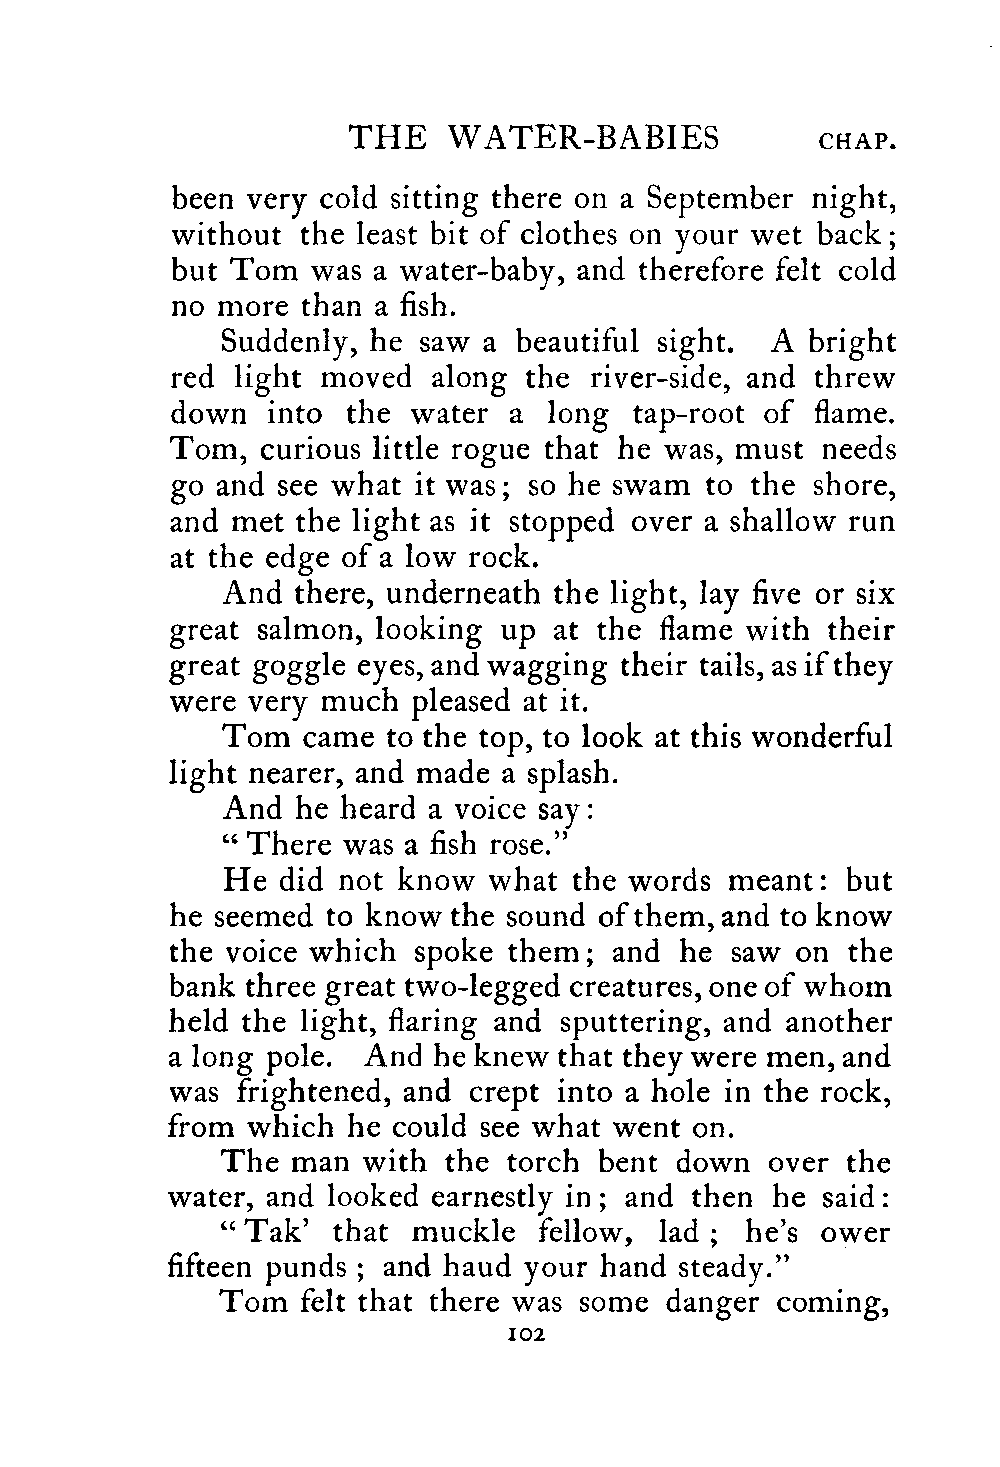 THE WATER-BABIES CHAP.
been very cold sitting there on a September night,
without the least bit of clothes on your wet back;
but Tom was a water-baby, and therefore felt cold
no more than a fish.
Suddenly, he saw a beautiful sight. A bright
red light moved along the river-side, and threw
down into the water a long tap-root of flame.
Tom, curious little rogue that he was, must needs
go and see what it was; so he swam to the shore,
and met the light as it stopped over a shallow run
at the edge of a low rock.
And there, underneath the light, lay five or six
great salmon, looking up at the flame with their
great goggle eyes, and wagging their tails, as if they
were very much pleased at it.
Tom came to the top, to look at this wonderful
light nearer, and made a splash.
And he heard a voice say:
“There was a fish rose.”
He did not know what the words meant: but
he seemed to know the sound of them, and to know
the voice which spoke them; and he saw on the
bank three great two-legged creatures, one of whom
held the light, flaring and sputtering, and another
a long pole. And he knew that they were men, and
was frightened, and crept into a hole in the rock,
from which he could see what went on.
The man with the torch bent down over the
water, and looked earnestly in; and then he said:
“Tak’ that muckle fellow, lad; he’s ower
fifteen punds; and haud your hand steady.”
Tom felt that there was some danger coming,
102